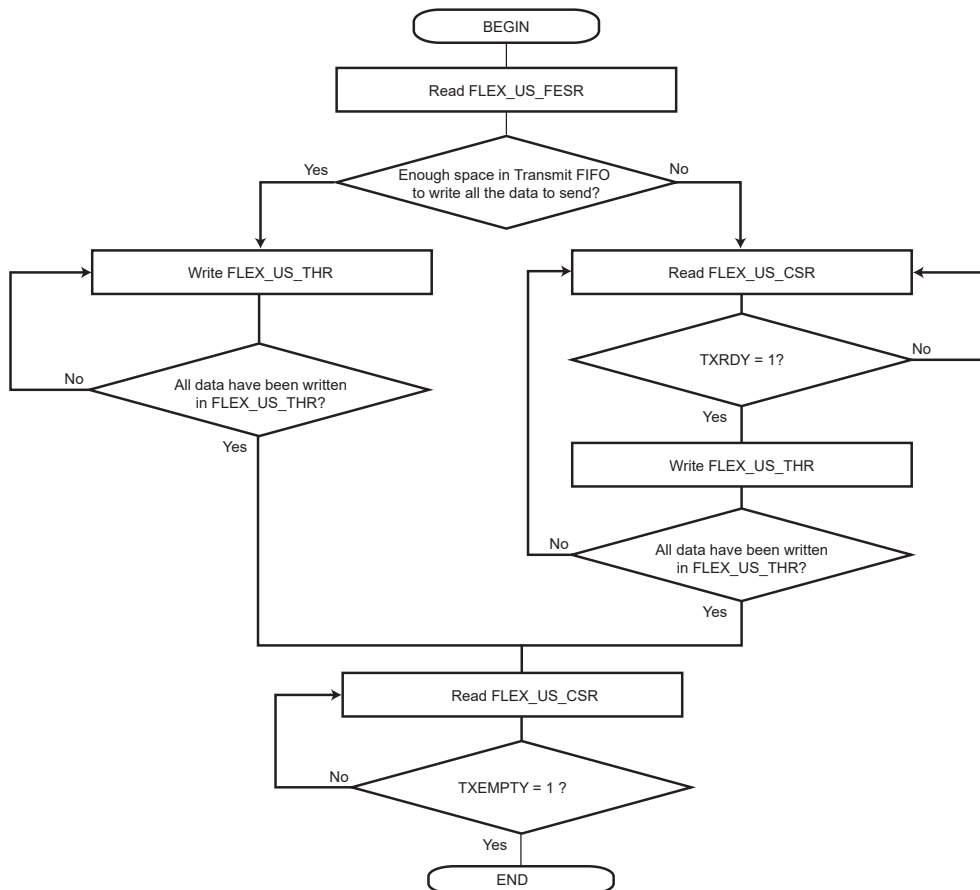 BEGIN
Read FLEX_US_FESR
Enough space in Transmit FIFO
to write all the data to send?
Yes
No
Write FLEX_US_THR
All data have been written
in FLEX_US_THR?
No
Yes
Read FLEX_US_CSR
TXRDY = 1?
No
Yes
Write FLEX_US_THR
All data have been written
in FLEX_US_THR?
No
Yes
Read FLEX_US_CSR
TXEMPTY = 1 ?
No
Yes
END